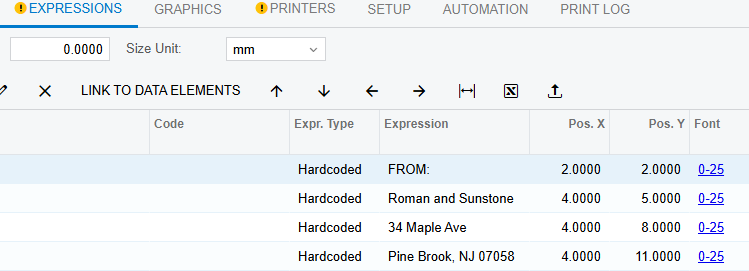 EXPRESSIONS GRAPHICS PRINTERS SETUP AUTOMATION PRINT LOG
0.0000 Size Unit: mm
LINK TO DATA ELEMENTS
Code Expr. Type Expression Pos. X Pos. Y Font
Hardcoded FROM: 2.0000 2.0000 0-25
Hardcoded Roman and Sunstone 4.0000 5.0000 0-25
Hardcoded 34 Maple Ave 4.0000 8.0000 0-25
Hardcoded Pine Brook, NJ 07058 4.0000 11.0000 0-25